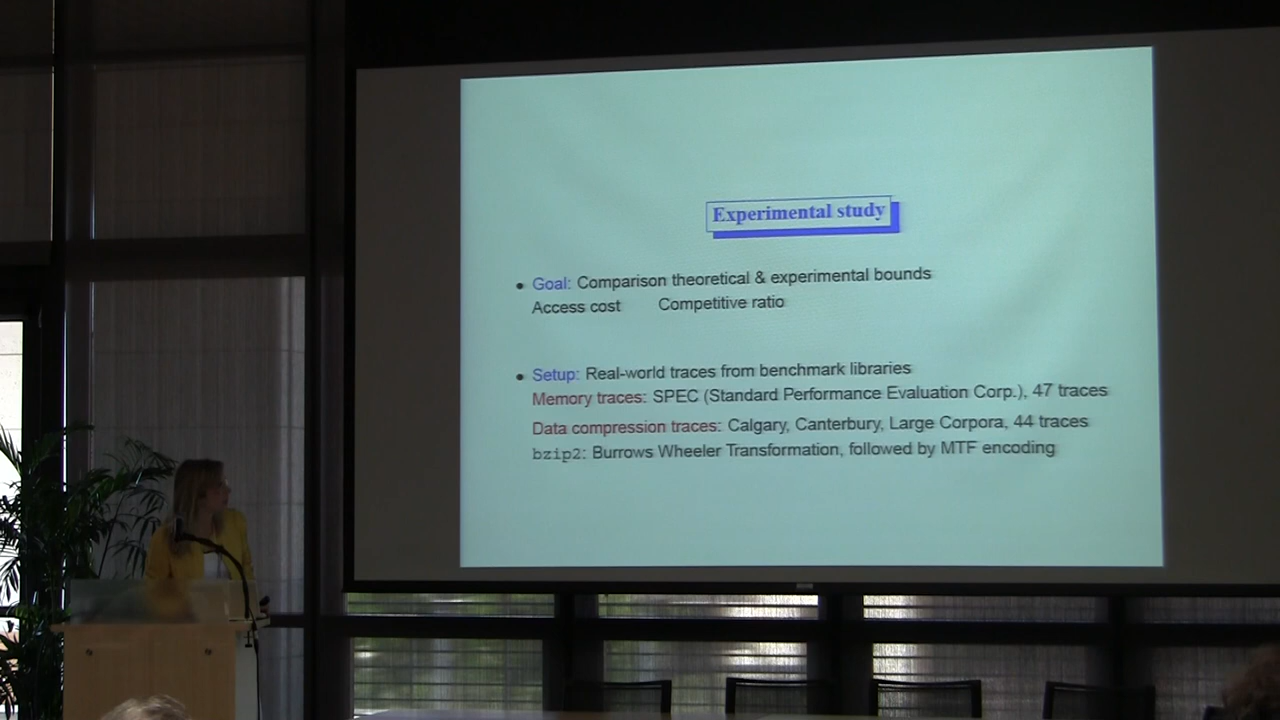 Experimental study
• Goal: Comparison theoretical & experimental bounds
Access cost Competitive ratio
• Setup: Real-world traces from benchmark libraries
Memory traces: SPEC (Standard Performance Evaluation Corp.), 47 traces
Data compression traces: Calgary, Canterbury, Large Corpora, 44 traces
bzip2: Burrows Wheeler Transformation, followed by MTF encoding